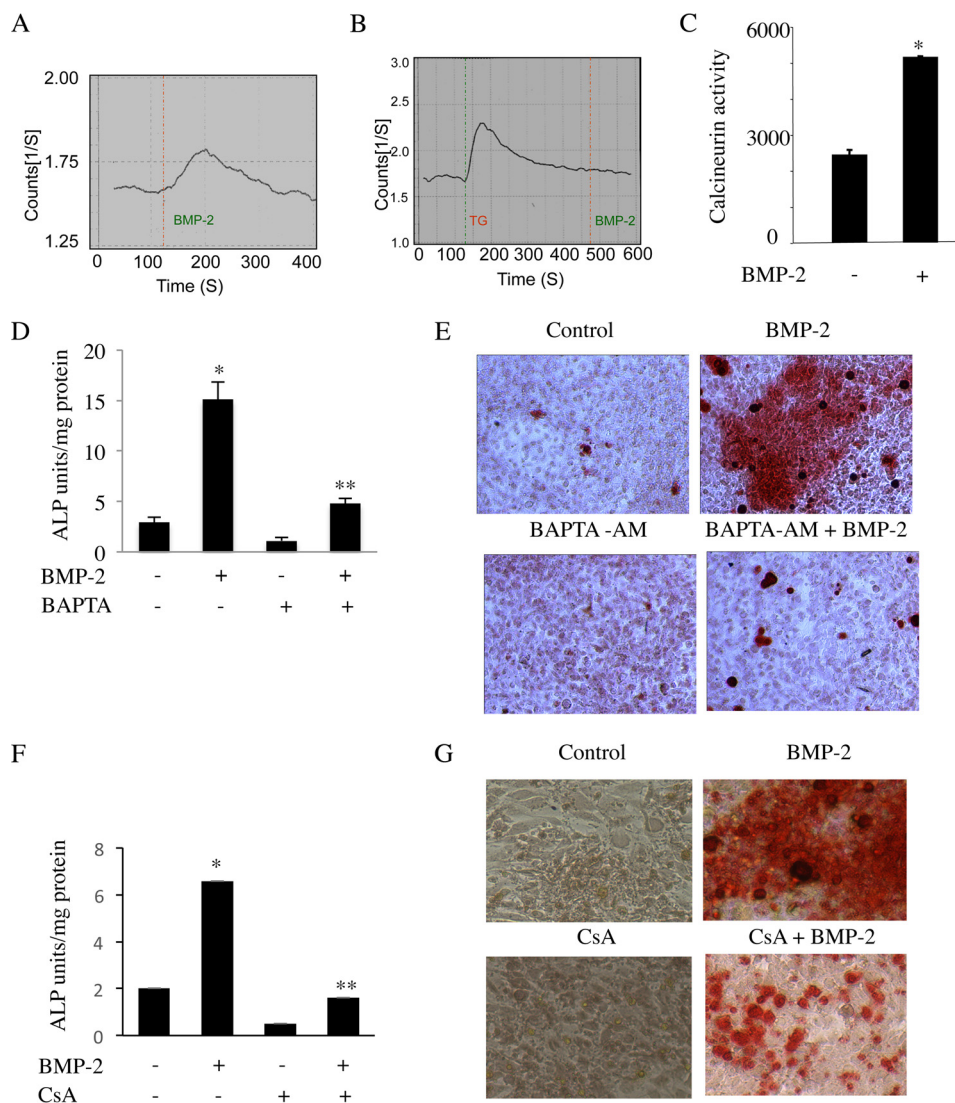 A
2.00
1.75
1.25
Counts[1/S]
BMP-2
0 100 200 300 400
Time (S)
B
3.0
2.5
2.0
1.5
1.0
Counts[1/S]
TG
BMP-2
0 100 200 300 400 500 600
Time (S)
C
6000
3000
0
Calcineurin activity
*
BMP-2 - +
D
20
15
10
5
0
ALP units/mg protein
*
**
BMP-2 - + - +
BAPTA - - + +
E
Control BMP-2
BAPTA -AM BAPTA-AM + BMP-2
F
8
6
4
2
0
ALP units/mg protein
*
**
BMP-2 - + - +
CsA - - + +
G
Control BMP-2
CsA CsA + BMP-2